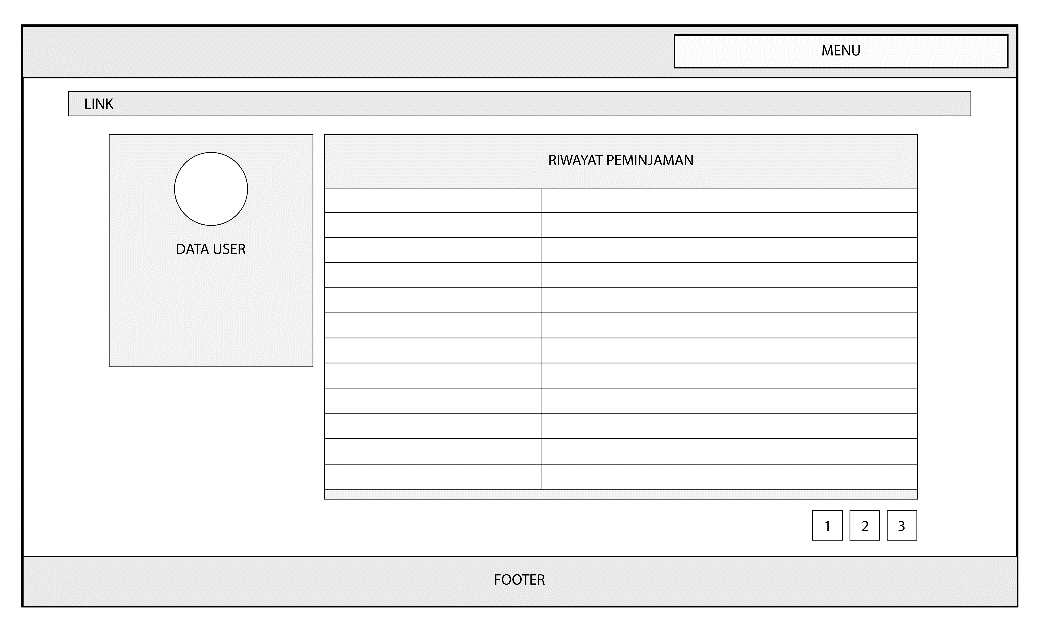 MENU
LINK
RIWAYAT PEMINJAMAN
DATA USER
1 2 3
FOOTER